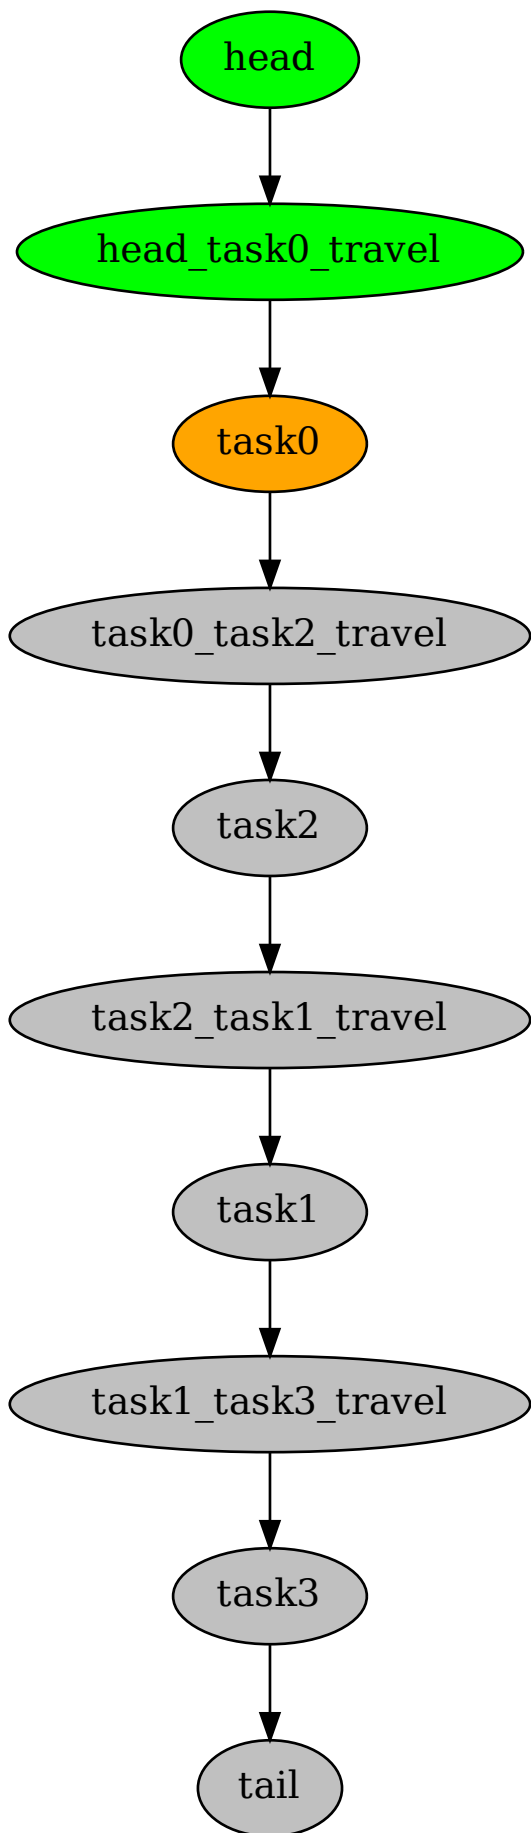 head
head_task0_travel
task0
task0_task2_travel
task2
task2_task1_travel
task1
task1_task3_travel
task3
tail